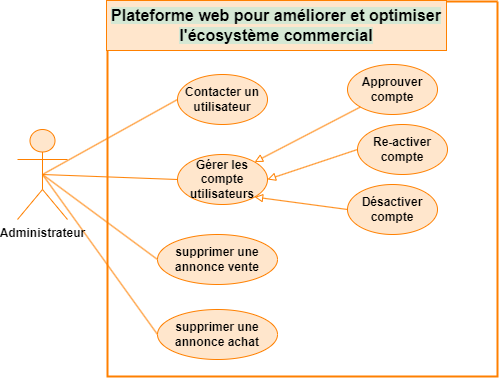 Plateforme web pour améliorer et optimiser
l'écosystème commercial
Contacter un
utilisateur
Approuver
compte
Re-activer
compte
Gérer les
compte
utilisateurs
Désactiver
compte
Administrateur
supprimer une
annonce vente
supprimer une
annonce achat